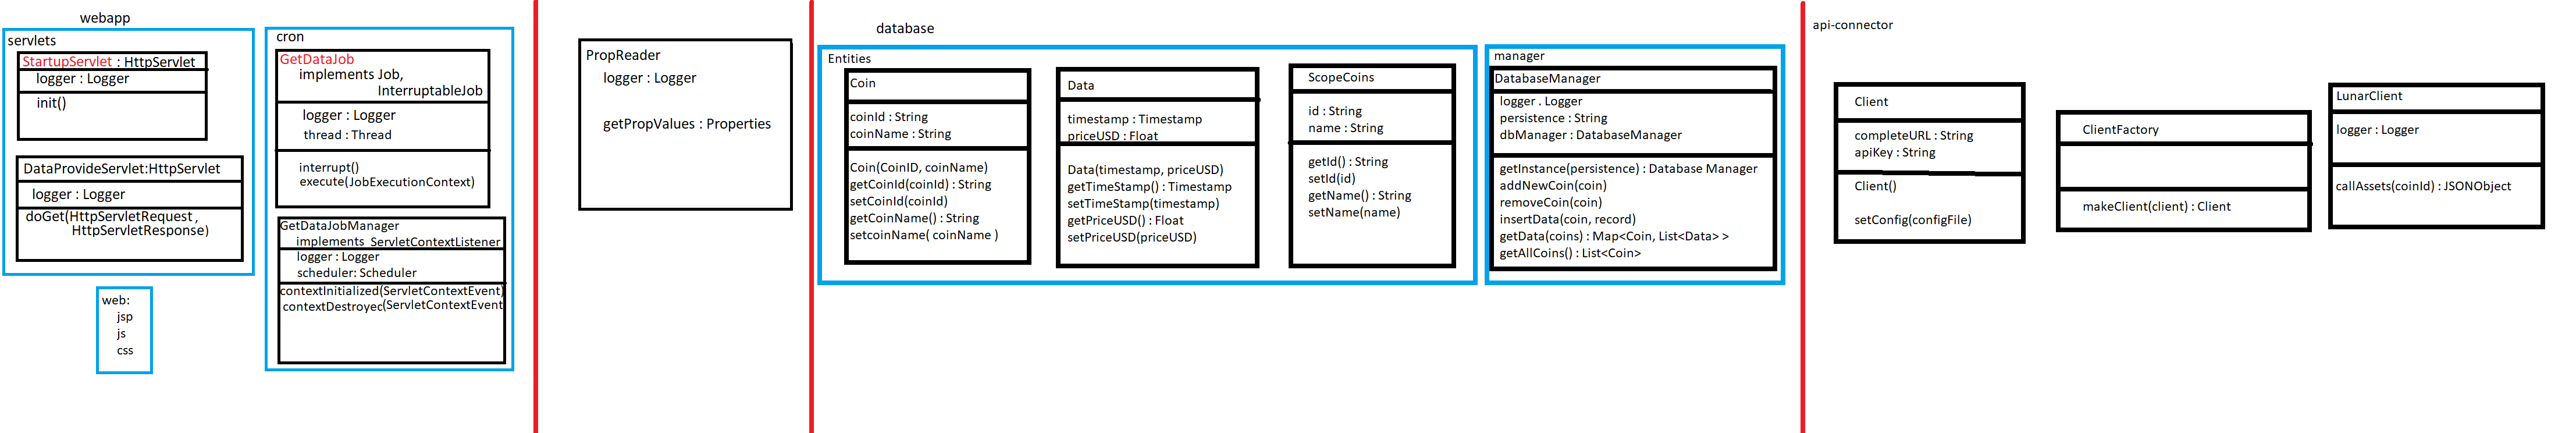 webapp
servlets
StartupServlet : HttpServlet
logger : Logger
init()
DataProvideServlet:HttpServlet
logger : Logger
doGet(HttpServletRequest ,
HttpServletResponse)
web:
jsp
js
css
cron
GetDataJob
implements Job,
InterruptableJob
logger : Logger
thread : Thread
interrupt()
execute(JobExecutionContext)
GetDataJobManager
implements ServletContextListener
logger : Logger
scheduler: Scheduler
contextInitialized(ServletContextEvent)
contextDestroyec(ServletContextEvent
PropReader
logger : Logger
getPropValues : Properties
database
Entities
Coin
coinId : String
coinName : String
Coin(CoinID, coinName)
getCoinId(coinId) : String
setCoinId(coinId)
getCoinName() : String
setcoinName( coinName )
Data
timestamp : Timestamp
priceUSD : Float
Data(timestamp, priceUSD)
getTimeStamp() : Timestamp
setTimeStamp(timestamp)
getPriceUSD() : Float
setPriceUSD(priceUSD)
ScopeCoins
id : String
name : String
getId() : String
setId(id)
getName() : String
setName(name)
manager
DatabaseManager
logger . Logger
persistence : String
dbManager : DatabaseManager
getInstance(persistence) : Database Manager
addNewCoin(coin)
removeCoin(coin)
insertData(coin, record)
getData(coins) : Map<Coin, List<Data> >
getAllCoins() : List<Coin>
api-connector
Client
completeURL : String
apiKey : String
Client()
setConfig(configFile)
ClientFactory
makeClient(client) : Client
LunarClient
logger : Logger
callAssets(coinId) : JSONObject